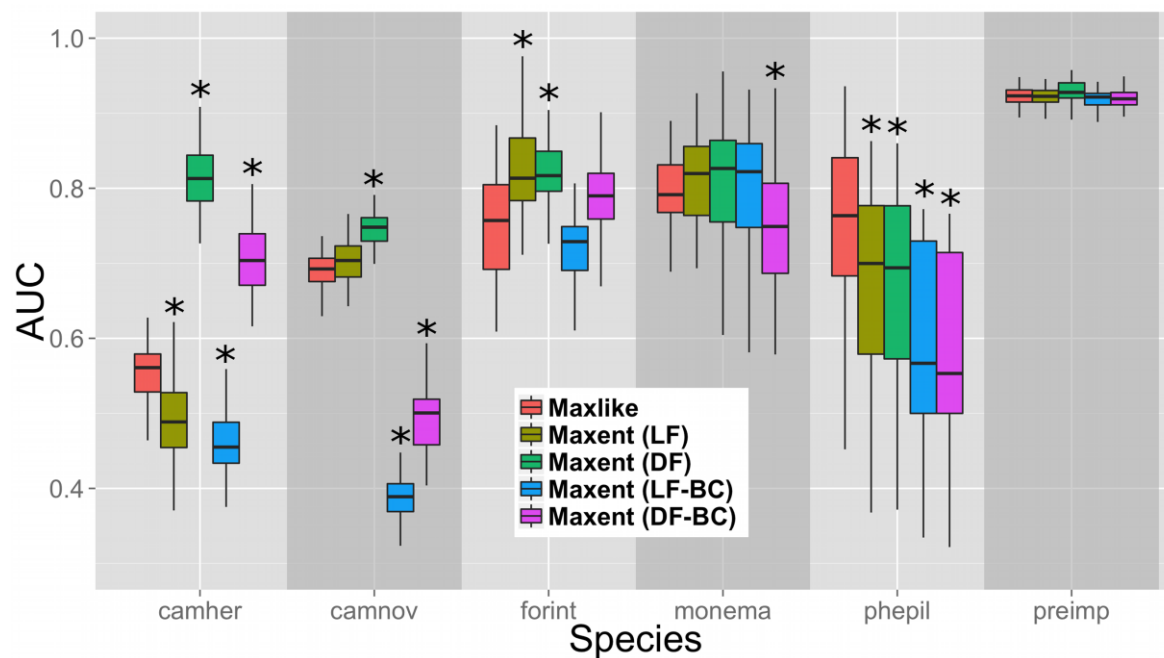 AUC
1.0
0.8
0.6
0.4
* * * * * * * * * * * * * * *
Maxlike
Maxent (LF)
Maxent (DF)
Maxent (LF-BC)
Maxent (DF-BC)
camher camnov forint monema phepil preimp
Species